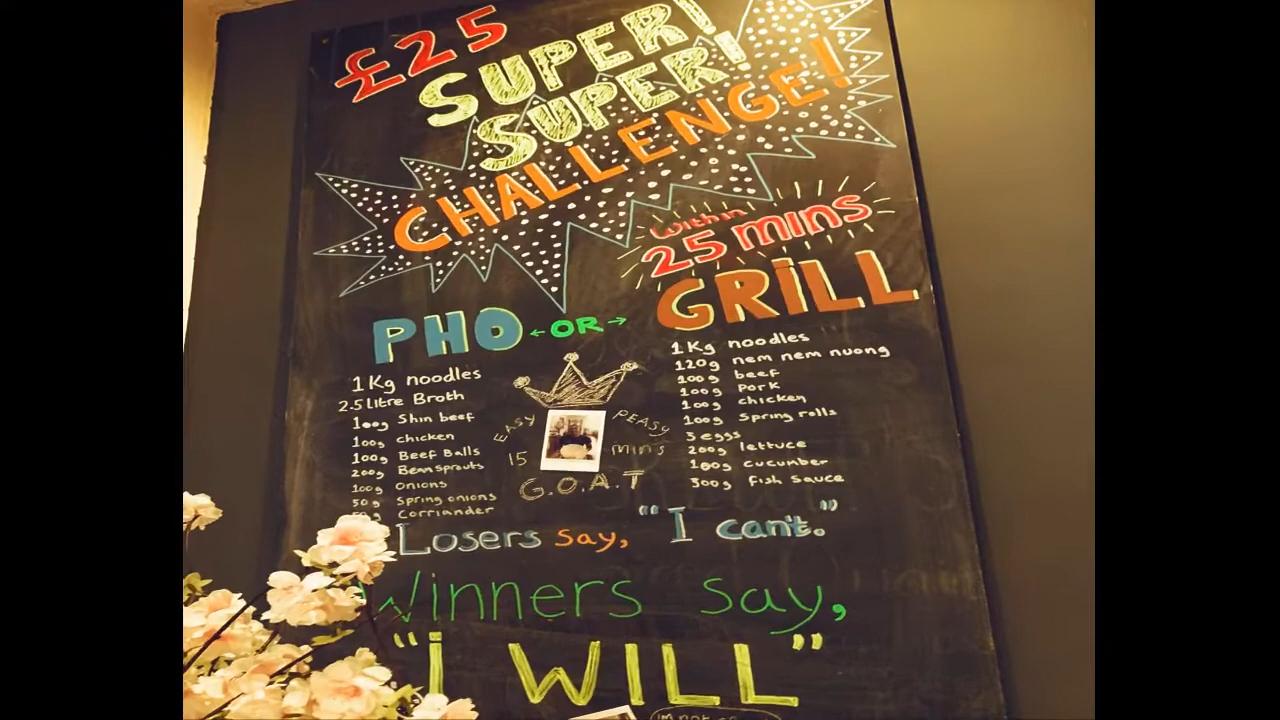 £25
SUPER!
SUPER!
CHALLENGE!
within
25 mins
PHO
←OR→
GRiLL
1Kg noodles
2.5 litre Broth
100g Shin beef
100g chicken
100g Beef Balls
200g Beansprouts
100g onions
50g Spring onions
Corriander
EASY PEASY
15 mins
G.O.A.T
1Kg noodles
120g nem nem nuong
100g beef
100g Pork
100g chicken
100g Spring rolls
3 eggs
200g lettuce
100g cucumber
300g fish sauce
Losers say, "I can't."
Winners say,
"i WILL"